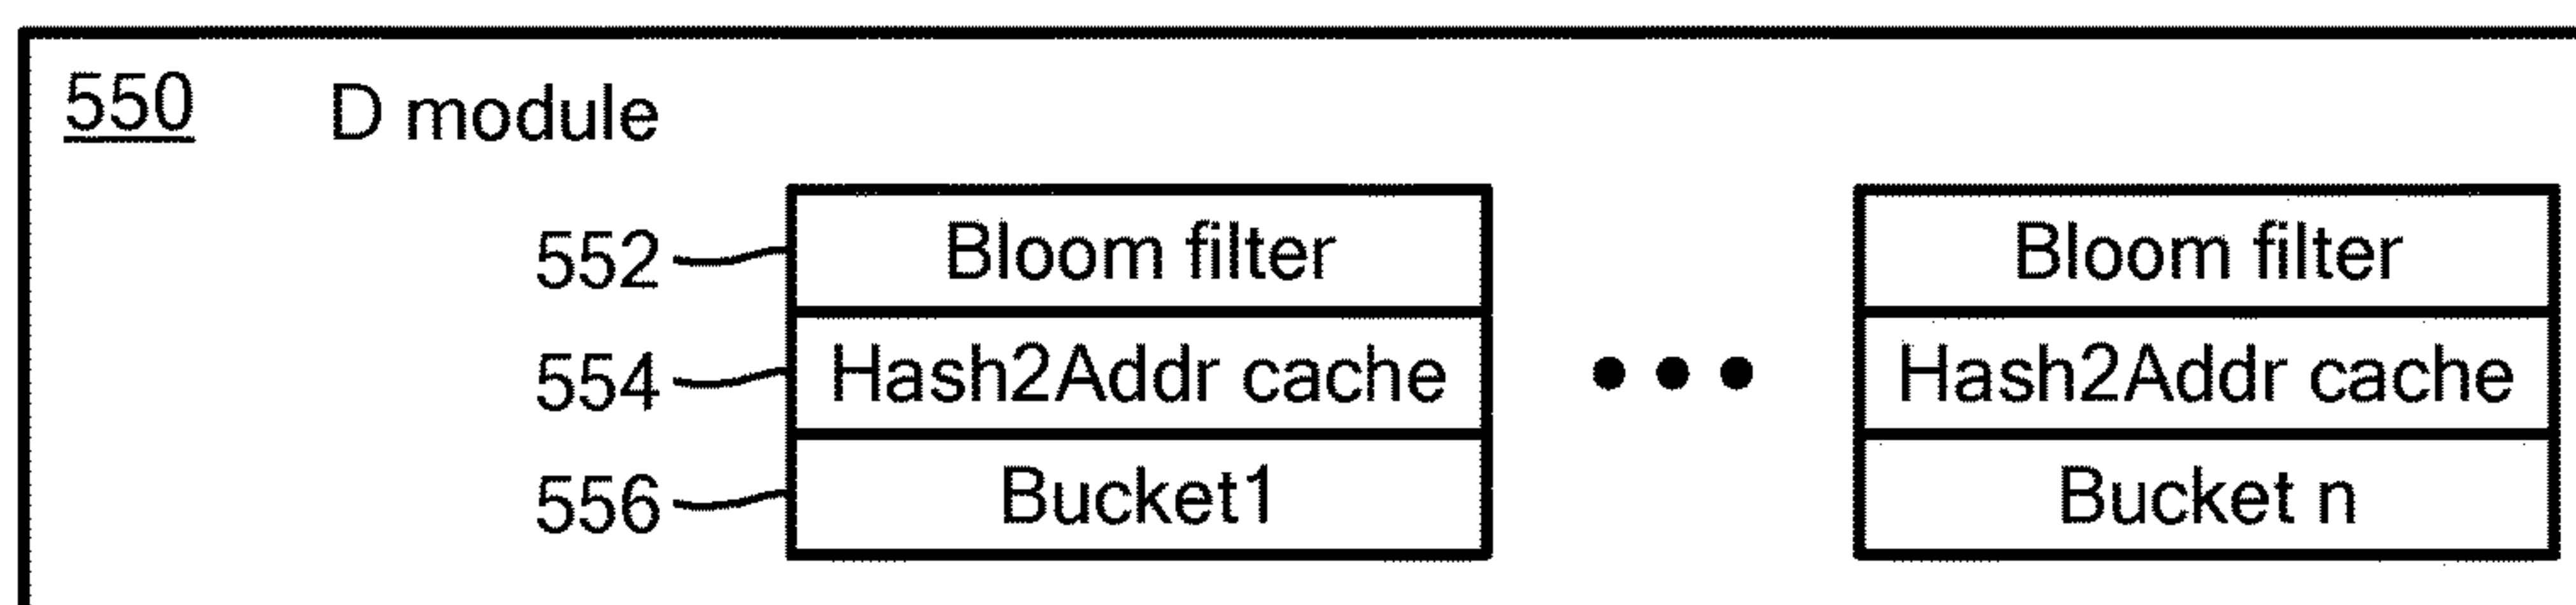 550 D module
552 Bloom filter Bloom filter
554 Hash2Addr cache Hash2Addr cache
556 Bucket1 Bucket n